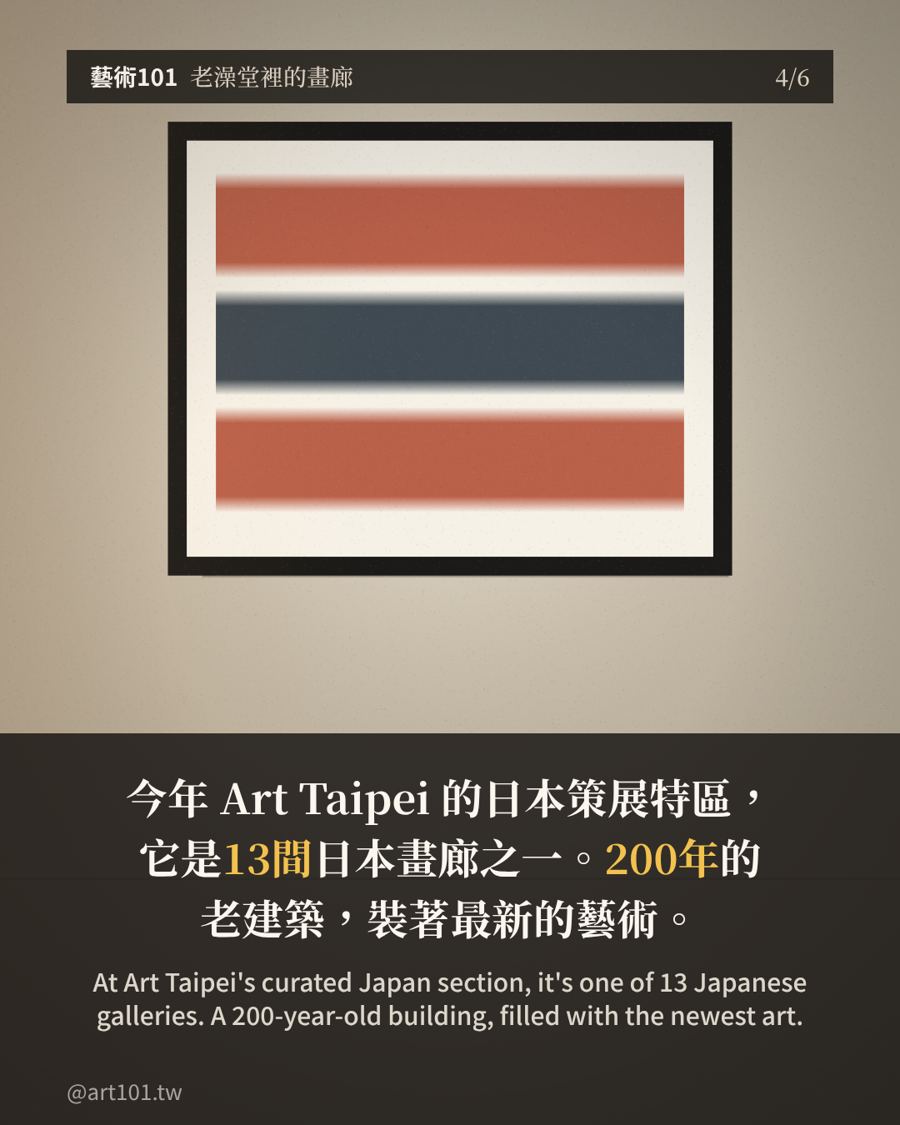 藝術101 老澡堂裡的畫廊
4/6
今年 Art Taipei 的日本策展特區，
它是13間日本畫廊之一。200年的
老建築，裝著最新的藝術。
At Art Taipei's curated Japan section, it's one of 13 Japanese
galleries. A 200-year-old building, filled with the newest art.
@art101.tw